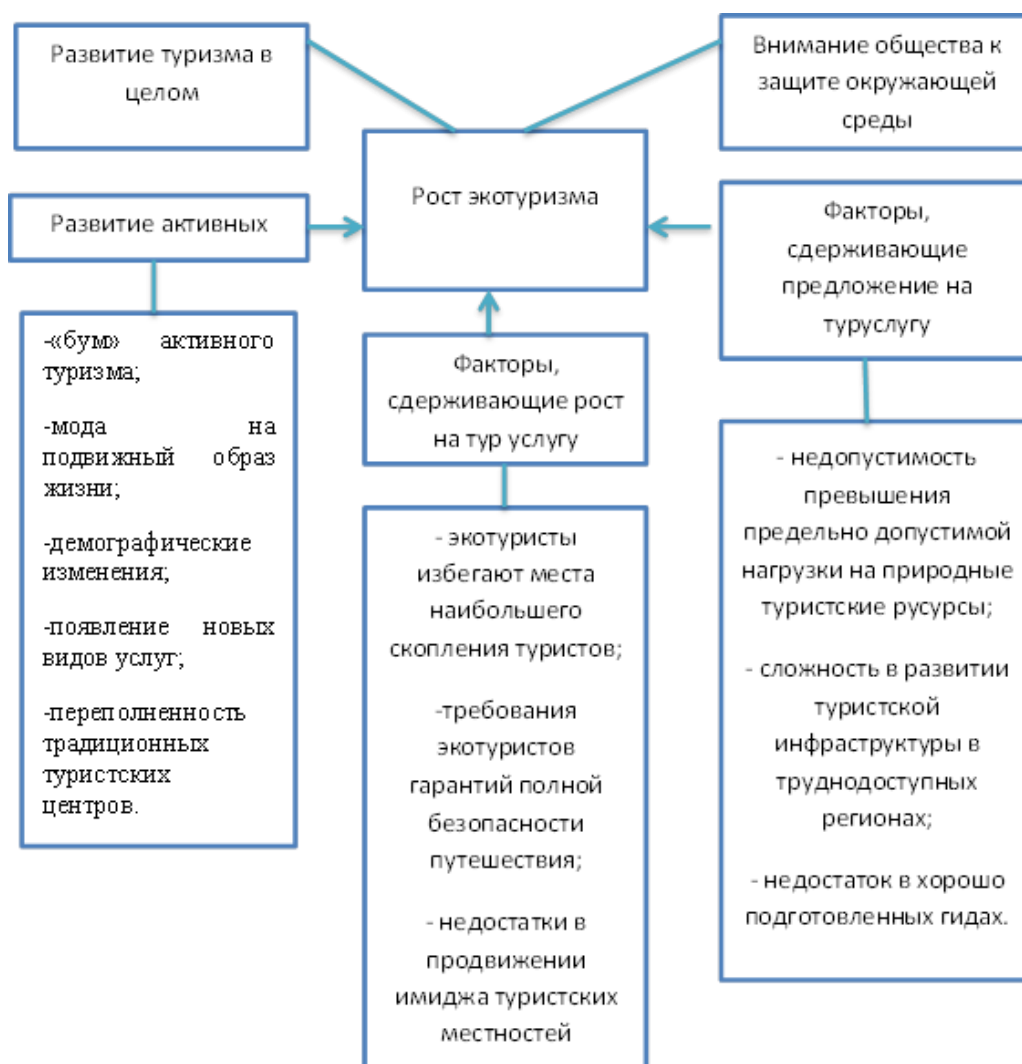 Развитие туризма в
целом
Внимание общества к
защите окружающей
среды
Рост экотуризма
Развитие активных
Факторы,
сдерживающие
предложение на
туруслугу
-«бум» активного
туризма;
-мода на
подвижный образ
жизни;
-демографические
изменения;
-появление новых
видов услуг;
-переполненность
традиционных
туристских
центров.
Факторы,
сдерживающие рост
на тур услугу
- экотуристы
избегают места
наибольшего
скопления туристов;
-требования
экотуристов
гарантий полной
безопасности
путешествия;
- недостатки в
продвижении
имиджа туристских
местностей
- недопустимость
превышения
предельно допустимой
нагрузки на природные
туристские русурсы;
- сложность в развитии
туристской
инфраструктуры в
труднодоступных
регионах;
- недостаток в хорошо
подготовленных гидах.